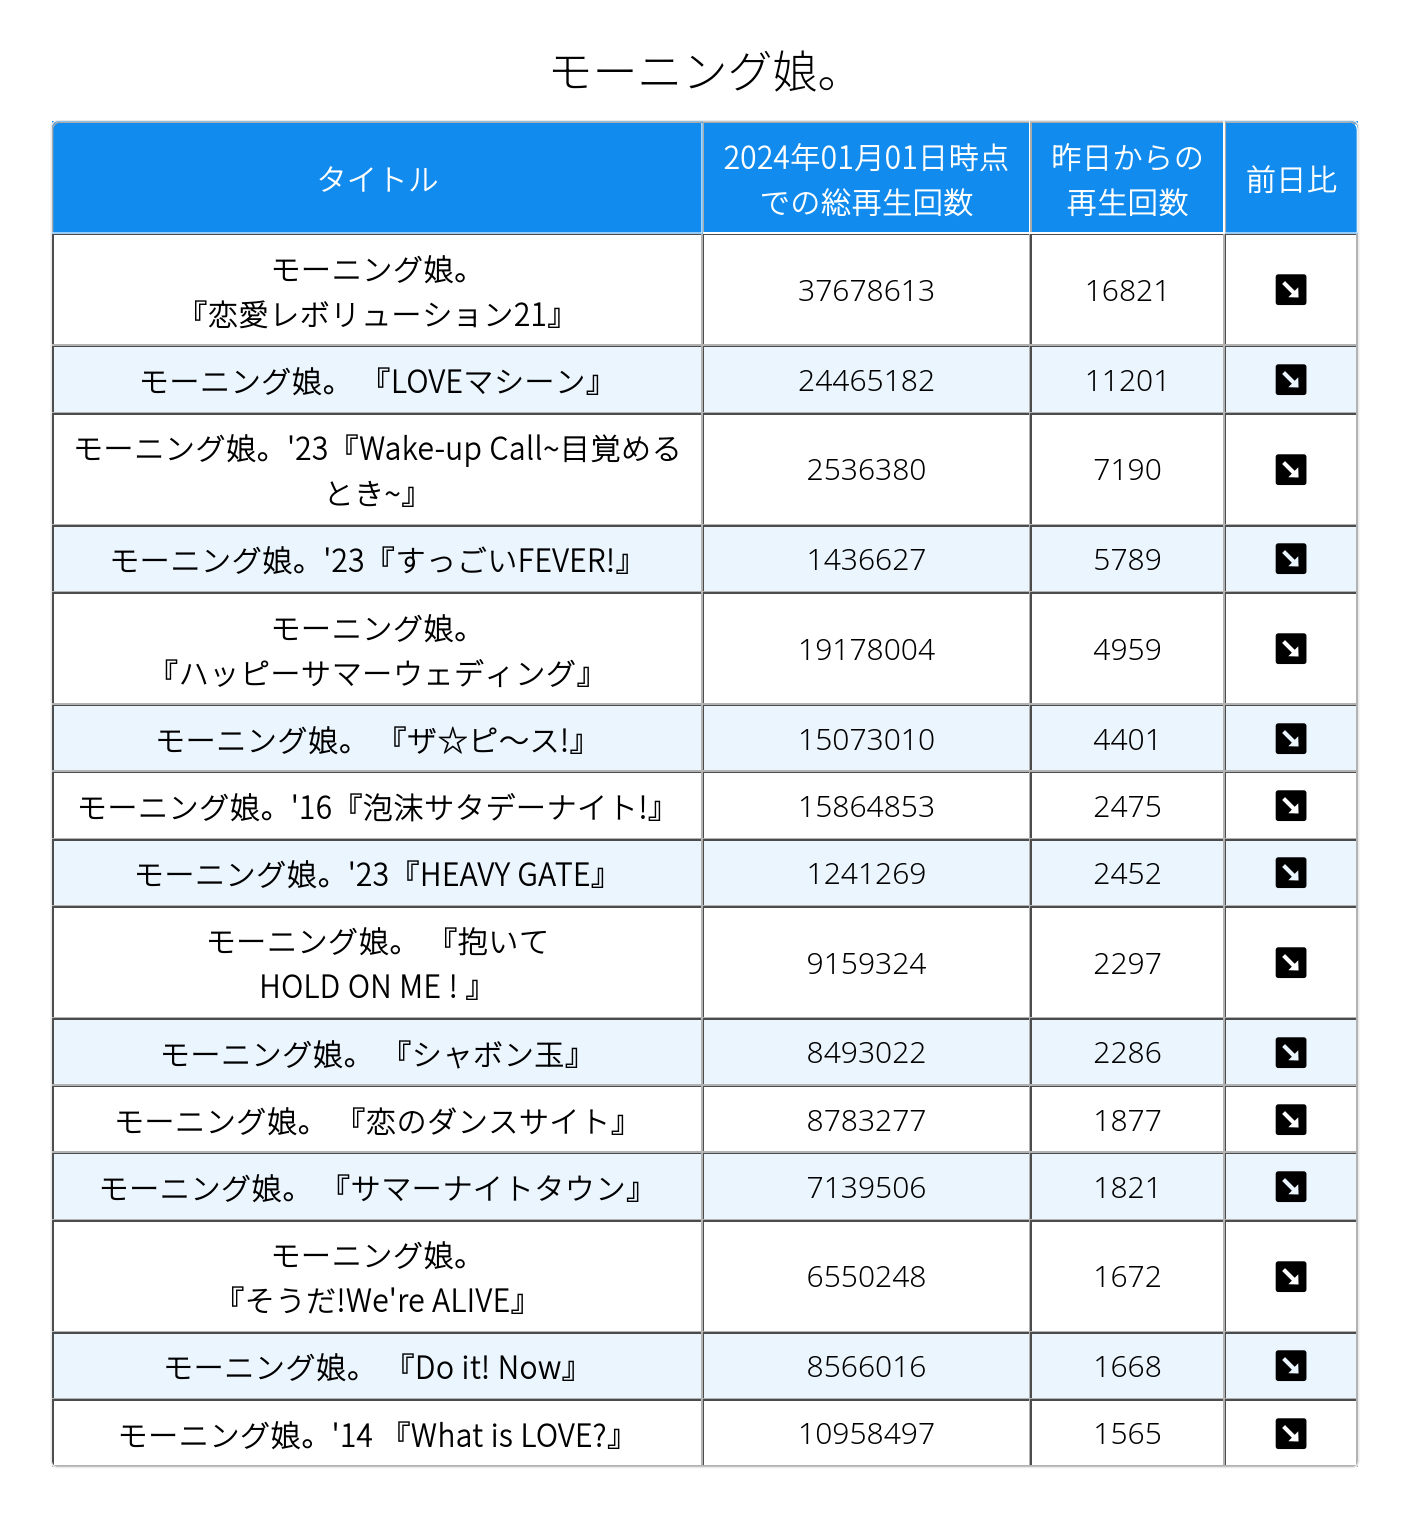 モーニング娘。
タイトル
2024年01月01日時点
での総再生回数
昨日からの
再生回数
前日比
モーニング娘。
『恋愛レボリューション21』
37678613
16821
モーニング娘。 『LOVEマシーン』
24465182
11201
モーニング娘。'23『Wake-up Call~目覚める
とき~』
2536380
7190
モーニング娘。'23『すっごいFEVER!』
1436627
5789
モーニング娘。
『ハッピーサマーウェディング』
19178004
4959
モーニング娘。 『ザ☆ピ〜ス!』
15073010
4401
モーニング娘。'16『泡沫サタデーナイト!』
15864853
2475
モーニング娘。'23『HEAVY GATE』
1241269
2452
モーニング娘。 『抱いて
HOLD ON ME ! 』
9159324
2297
モーニング娘。 『シャボン玉』
8493022
2286
モーニング娘。 『恋のダンスサイト』
8783277
1877
モーニング娘。 『サマーナイトタウン』
7139506
1821
モーニング娘。
『そうだ!We're ALIVE』
6550248
1672
モーニング娘。 『Do it! Now』
8566016
1668
モーニング娘。'14 『What is LOVE?』
10958497
1565